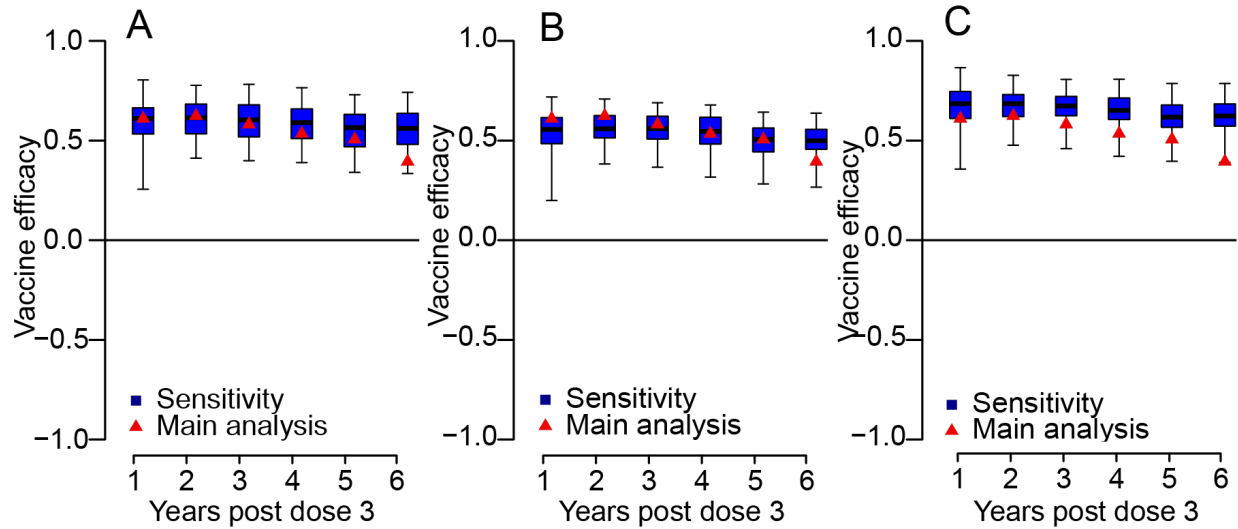 A
1.0
0.5
0.0
−0.5
−1.0
Vaccine efficacy
Sensitivity
Main analysis
1 2 3 4 5 6
Years post dose 3
B
1.0
0.5
0.0
−0.5
−1.0
Vaccine efficacy
Sensitivity
Main analysis
1 2 3 4 5 6
Years post dose 3
C
1.0
0.5
0.0
−0.5
−1.0
Vaccine efficacy
Sensitivity
Main analysis
1 2 3 4 5 6
Years post dose 3